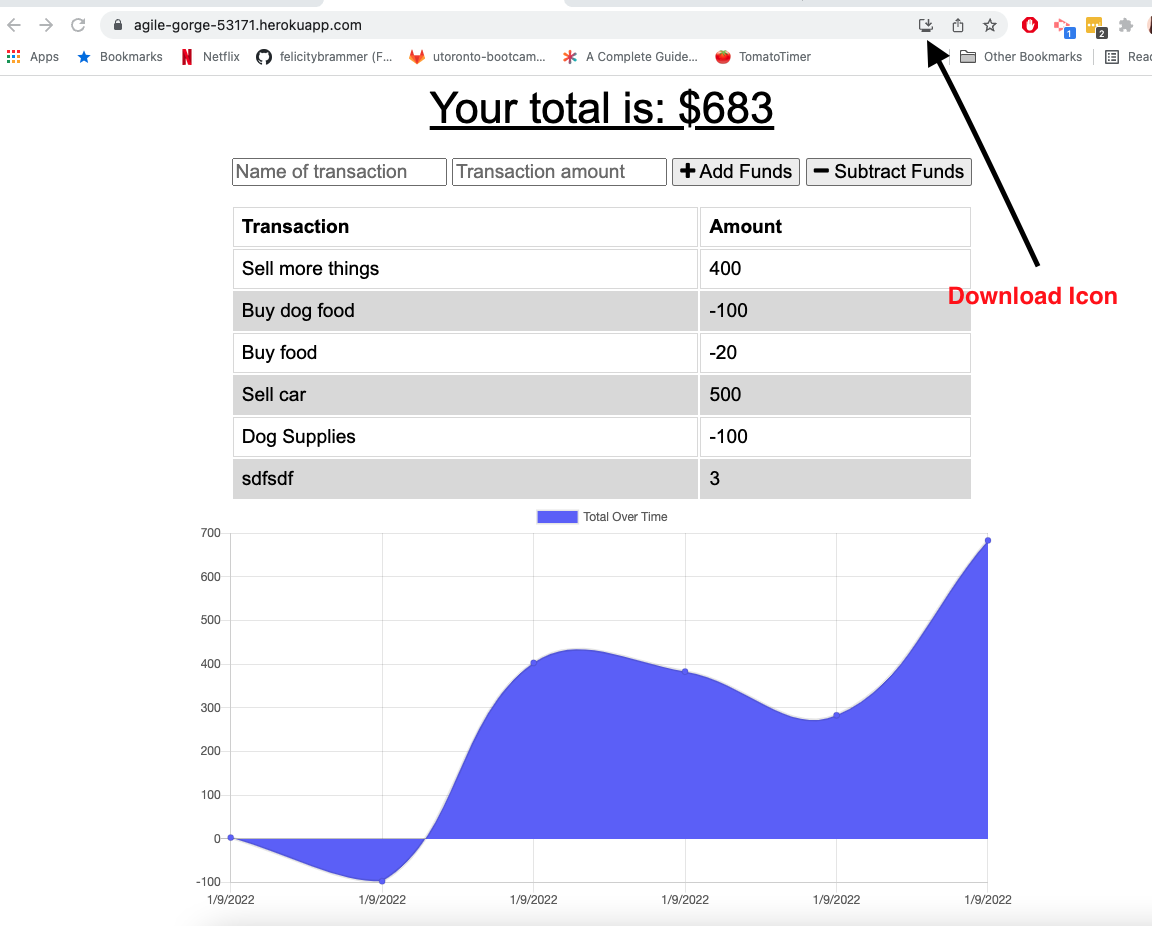 agile-gorge-53171.herokuapp.com
1
2
Apps
Bookmarks
Netflix
felicitybrammer (F...
utoronto-bootcam...
A Complete Guide...
TomatoTimer
Other Bookmarks
Reac
Your total is: $683
Name of transaction Transaction amount Add Funds Subtract Funds
Transaction Amount
Download Icon
Sell more things 400
Buy dog food -100
Buy food -20
Sell car 500
Dog Supplies -100
sdfsdf 3
Total Over Time
700
600
500
400
300
200
100
0
-100
1/9/2022 1/9/2022 1/9/2022 1/9/2022 1/9/2022 1/9/2022